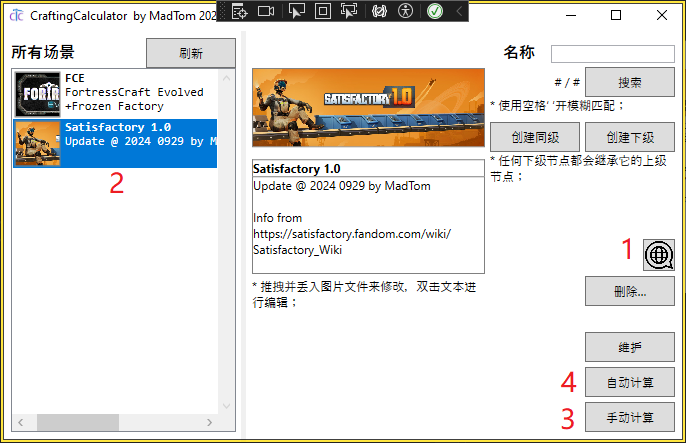 CraftingCalculator by MadTom 202
所有场景
刷新
FCE
FortressCraft Evolved
+Frozen Factory
Satisfactory 1.0
Update @ 2024 0929 by M
2
SATISFACTORY 1.0
Satisfactory 1.0
Update @ 2024 0929 by MadTom
Info from
https://satisfactory.fandom.com/wiki/
Satisfactory_Wiki
* 推拽并丢入图片文件来修改，双击文本进
行编辑；
名称
# / #
搜索
* 使用空格' '开模糊匹配；
创建同级
创建下级
* 任何下级节点都会继承它的上级
节点；
1
删除...
维护
4
自动计算
3
手动计算